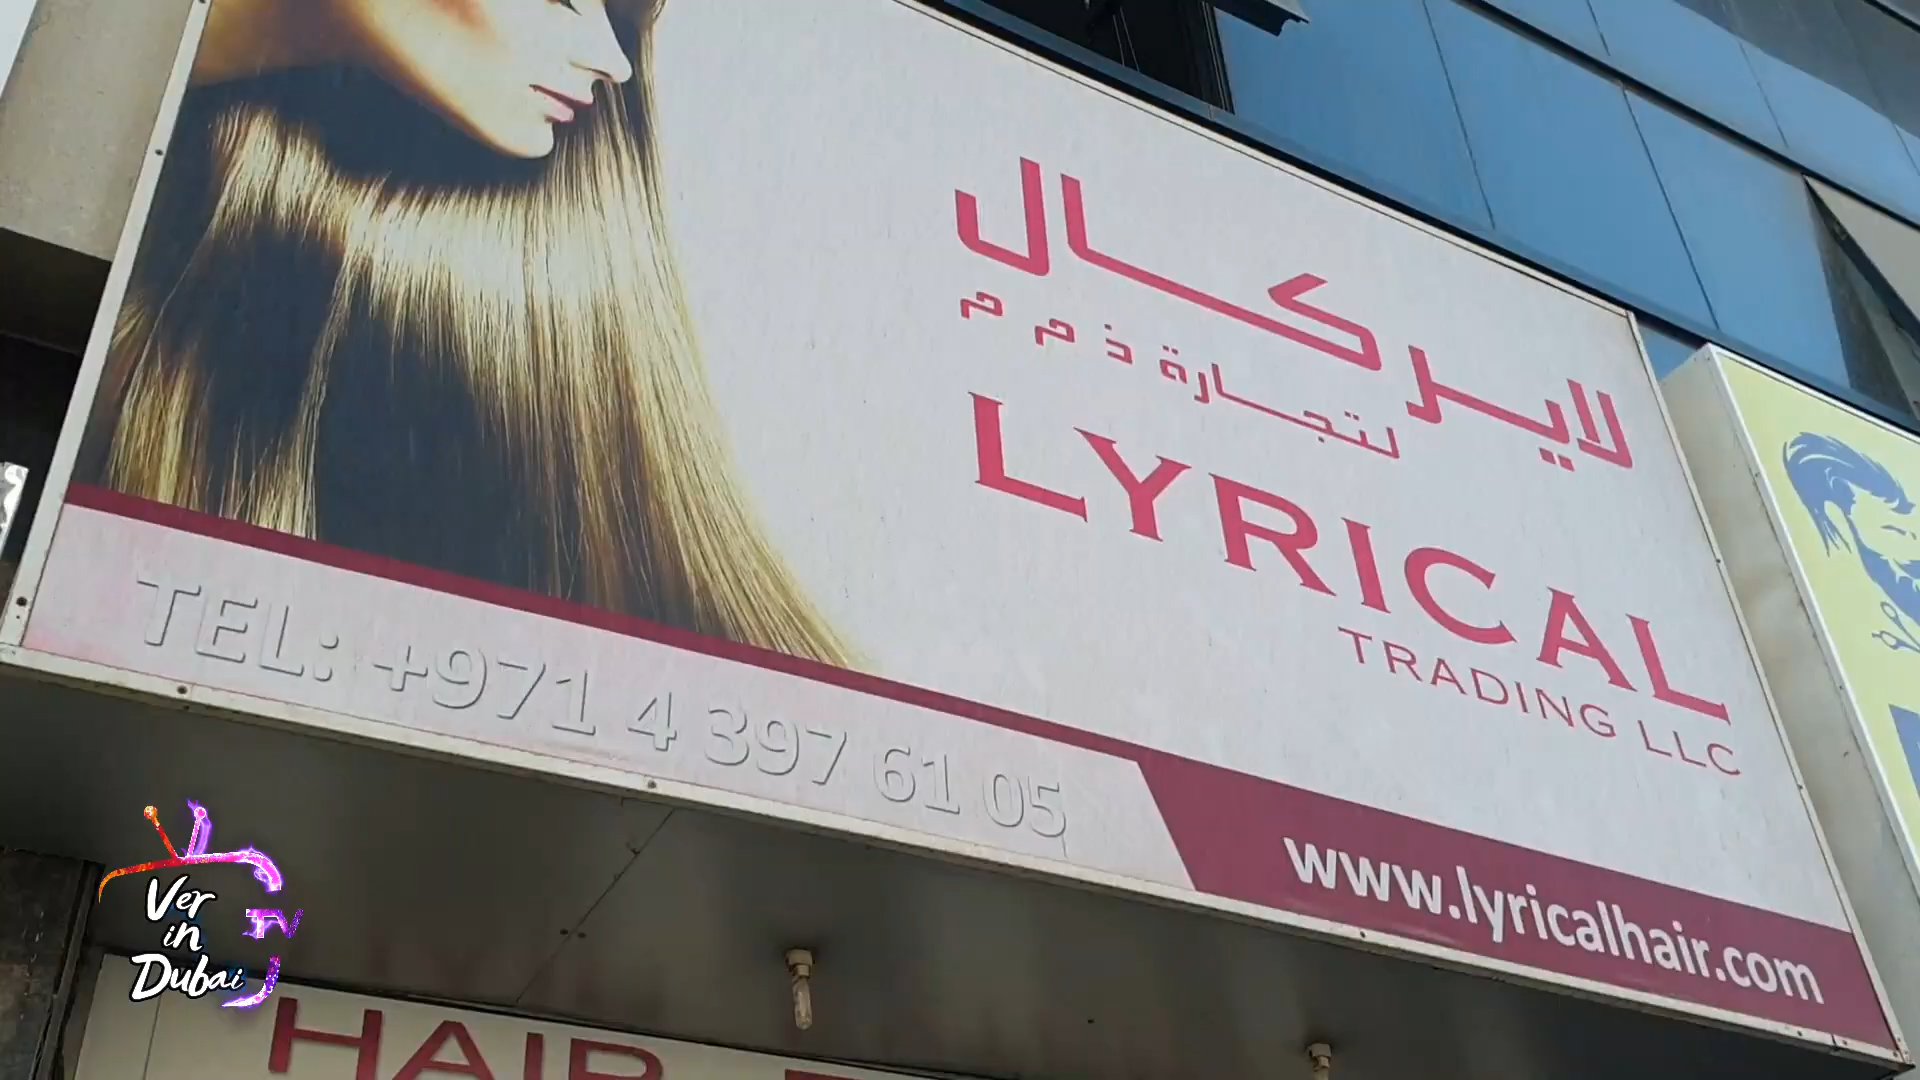 لايركال
لتجارة ذ م م
LYRICAL
TRADING LLC
TEL: +971 4 397 61 05
www.lyricalhair.com
HAIR
Ver
in
Dubai
TV